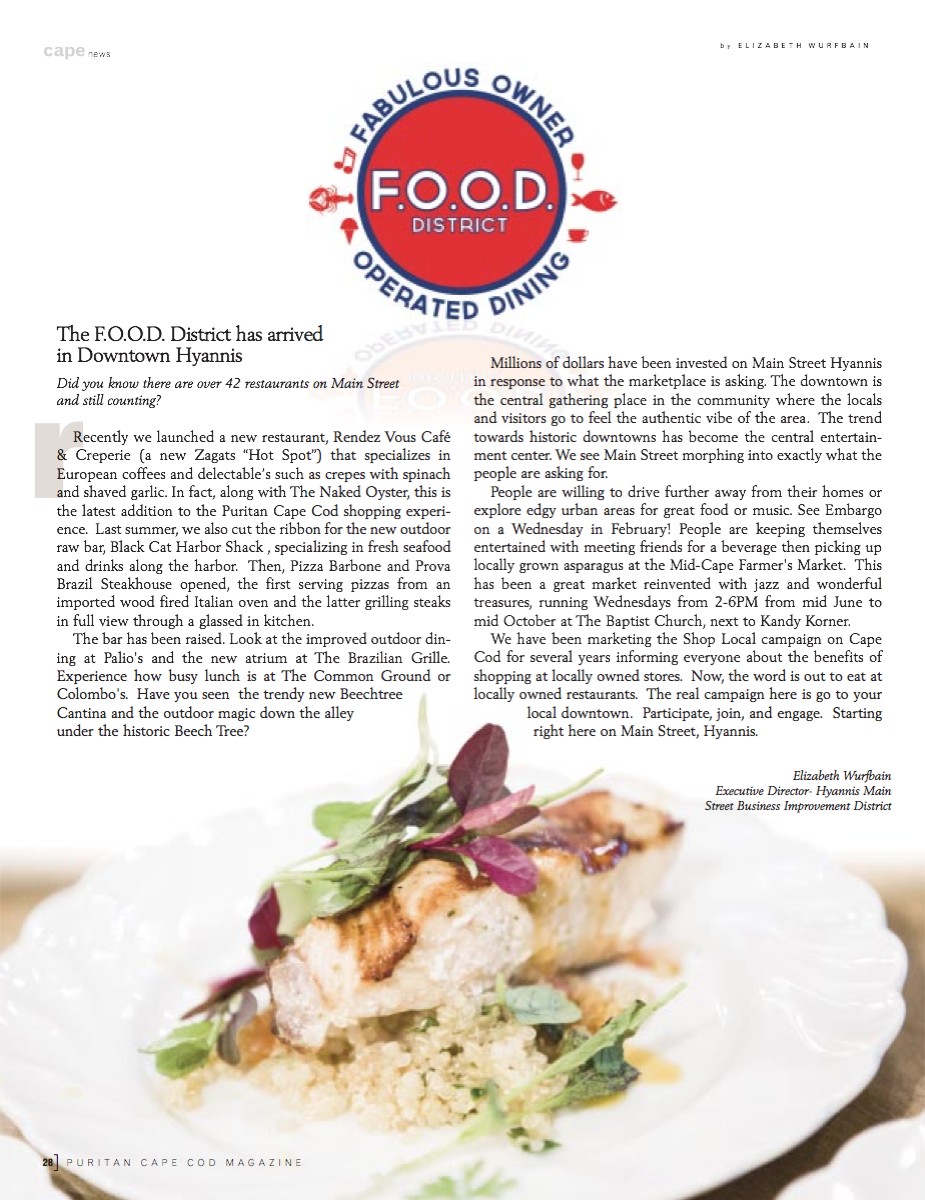 cape news
by ELIZABETH WURFBAIN
FABULOUS OWNER
F.O.O.D.
DISTRICT
OPERATED DINING
The F.O.O.D. District has arrived
in Downtown Hyannis
Did you know there are over 42 restaurants on Main Street
and still counting?
r
Recently we launched a new restaurant, Rendez Vous Café
& Creperie (a new Zagats “Hot Spot”) that specializes in
European coffees and delectable’s such as crepes with spinach
and shaved garlic. In fact, along with The Naked Oyster, this is
the latest addition to the Puritan Cape Cod shopping experi-
ence. Last summer, we also cut the ribbon for the new outdoor
raw bar, Black Cat Harbor Shack , specializing in fresh seafood
and drinks along the harbor. Then, Pizza Barbone and Prova
Brazil Steakhouse opened, the first serving pizzas from an
imported wood fired Italian oven and the latter grilling steaks
in full view through a glassed in kitchen.
The bar has been raised. Look at the improved outdoor din-
ing at Palio's and the new atrium at The Brazilian Grille.
Experience how busy lunch is at The Common Ground or
Colombo's. Have you seen the trendy new Beechtree
Cantina and the outdoor magic down the alley
under the historic Beech Tree?
Millions of dollars have been invested on Main Street Hyannis
in response to what the marketplace is asking. The downtown is
the central gathering place in the community where the locals
and visitors go to feel the authentic vibe of the area. The trend
towards historic downtowns has become the central entertain-
ment center. We see Main Street morphing into exactly what the
people are asking for.
People are willing to drive further away from their homes or
explore edgy urban areas for great food or music. See Embargo
on a Wednesday in February! People are keeping themselves
entertained with meeting friends for a beverage then picking up
locally grown asparagus at the Mid-Cape Farmer's Market. This
has been a great market reinvented with jazz and wonderful
treasures, running Wednesdays from 2-6PM from mid June to
mid October at The Baptist Church, next to Kandy Korner.
We have been marketing the Shop Local campaign on Cape
Cod for several years informing everyone about the benefits of
shopping at locally owned stores. Now, the word is out to eat at
locally owned restaurants. The real campaign here is go to your
local downtown. Participate, join, and engage. Starting
right here on Main Street, Hyannis.
Elizabeth Wurfbain
Executive Director- Hyannis Main
Street Business Improvement District
28] PURITAN CAPE COD MAGAZINE